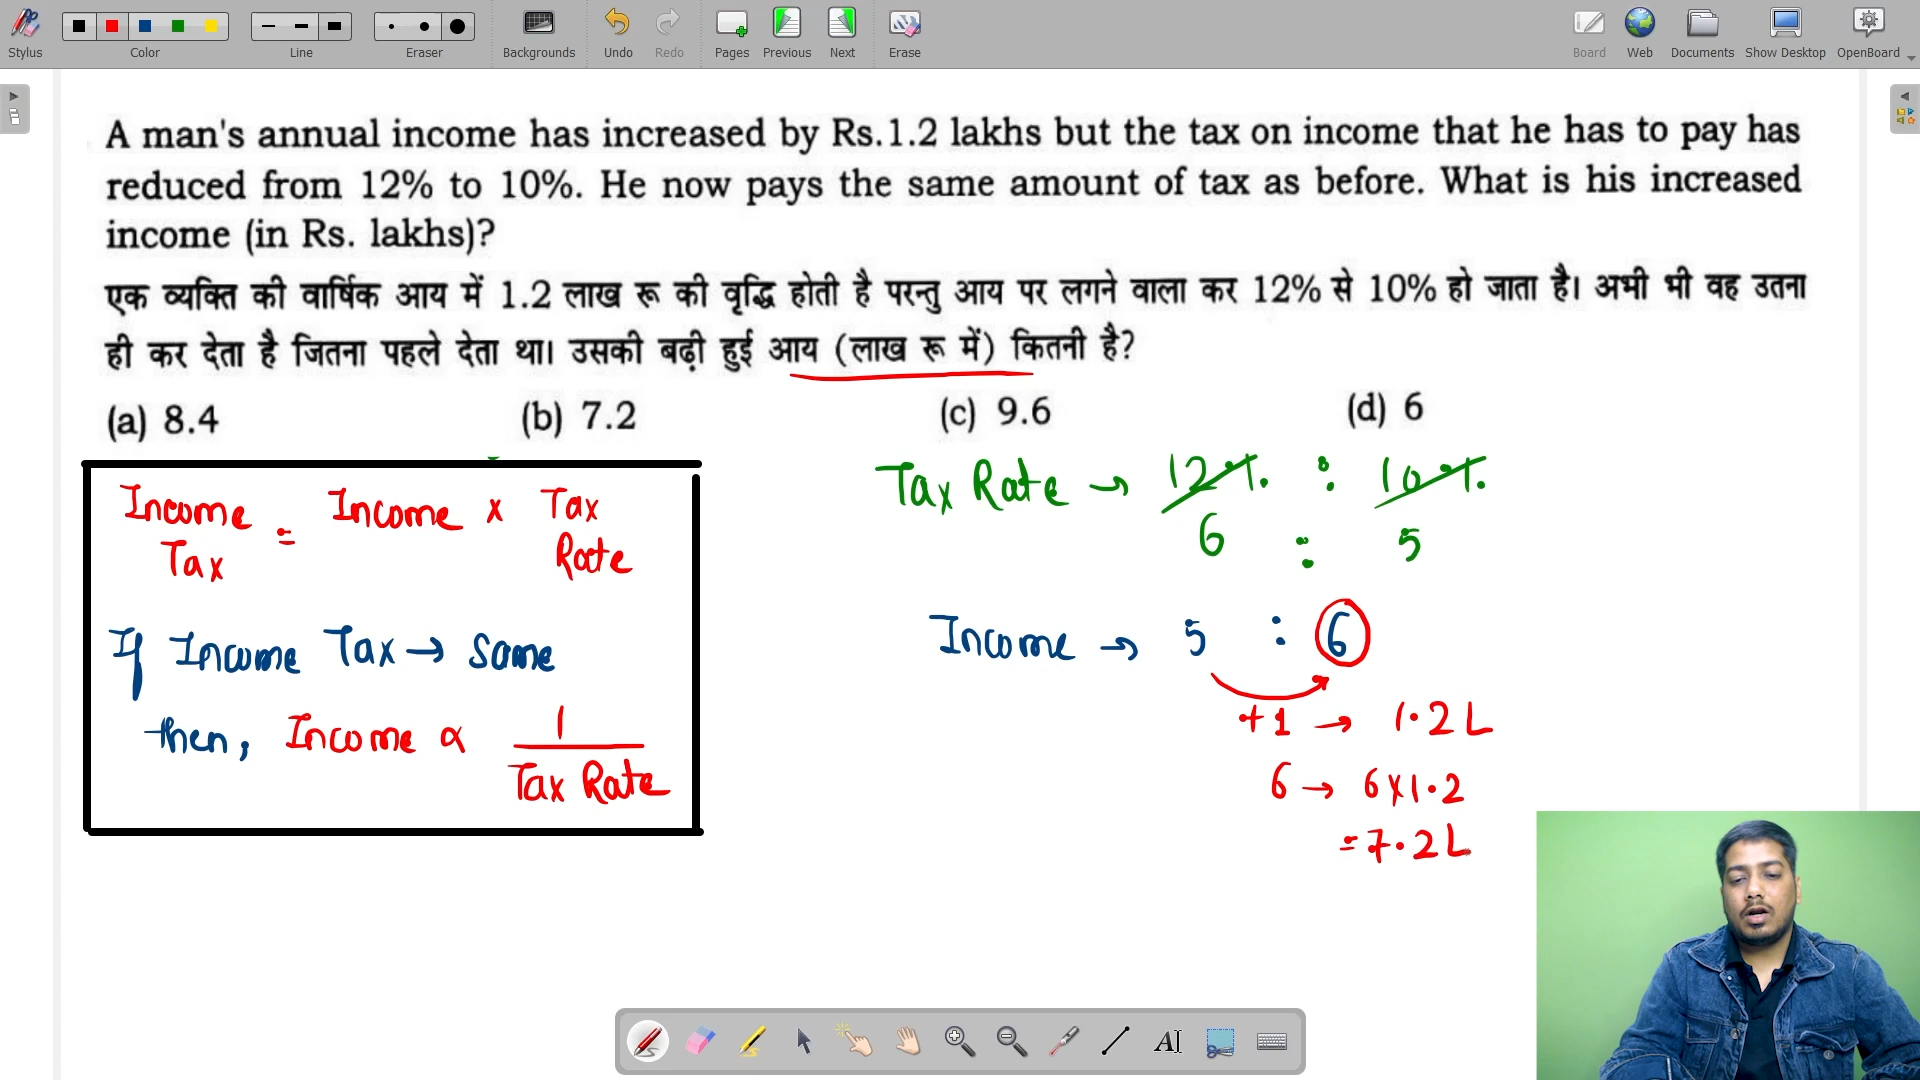 Stylus Color Line Eraser Backgrounds Undo Redo Pages Previous Next Erase Board Web Documents Show Desktop OpenBoard
A man's annual income has increased by Rs.1.2 lakhs but the tax on income that he has to pay has
reduced from 12% to 10%. He now pays the same amount of tax as before. What is his increased
income (in Rs. lakhs)?
एक व्यक्ति की वार्षिक आय में 1.2 लाख रू की वृद्धि होती है परन्तु आय पर लगने वाला कर 12% से 10% हो जाता है। अभी भी वह उतना
ही कर देता है जितना पहले देता था। उसकी बढ़ी हुई आय (लाख रू में) कितनी है?
(a) 8.4 (b) 7.2 (c) 9.6 (d) 6
Income Tax = Income x Tax Rate
If Income Tax → Same
then, Income ∝ 1 / Tax Rate
Tax Rate → 12% : 10%
6 : 5
Income → 5 : 6
+1 → 1.2 L
6 → 6x1.2
= 7.2 L
A